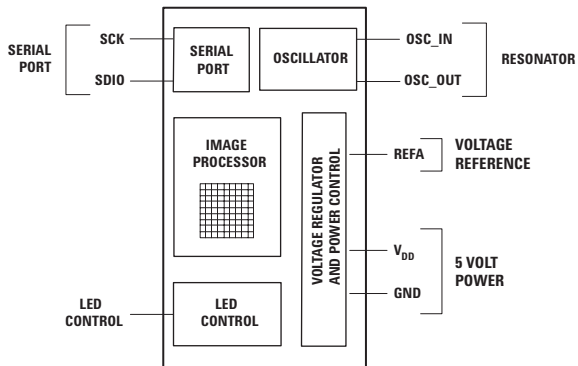 SERIAL
PORT
SCK
SDIO
SERIAL
PORT
OSCILLATOR
OSC_IN
OSC_OUT
RESONATOR
IMAGE
PROCESSOR
VOLTAGE REGULATOR
AND POWER CONTROL
REFA
VOLTAGE
REFERENCE
VDD
GND
5 VOLT
POWER
LED
CONTROL
LED
CONTROL